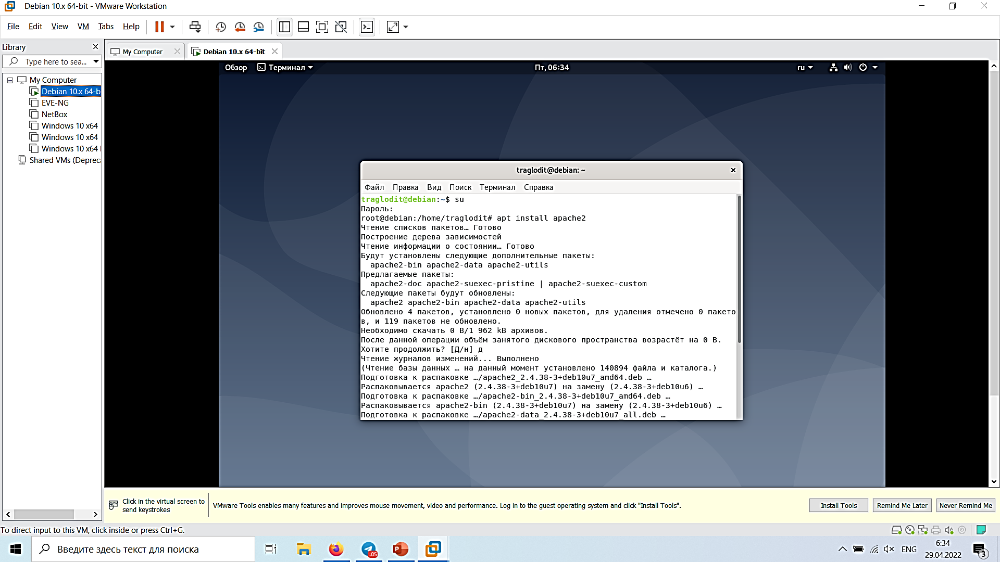 Debian 10.x 64-bit - VMware Workstation
File Edit View VM Tabs Help
Library
Type here to sea...
My Computer
Debian 10.x 64-b
EVE-NG
NetBox
Windows 10 x64
Windows 10 x64
Windows 10 x64
Shared VMs (Depreca
My Computer
Debian 10.x 64-bit
Обзор Терминал Пт, 06:34 ru
traglodit@debian: ~
Файл Правка Вид Поиск Терминал Справка
traglodit@debian:~$ su
Пароль:
root@debian:/home/traglodit# apt install apache2
Чтение списков пакетов… Готово
Построение дерева зависимостей
Чтение информации о состоянии… Готово
Будут установлены следующие дополнительные пакеты:
apache2-bin apache2-data apache2-utils
Предлагаемые пакеты:
apache2-doc apache2-suexec-pristine | apache2-suexec-custom
Следующие пакеты будут обновлены:
apache2 apache2-bin apache2-data apache2-utils
Обновлено 4 пакетов, установлено 0 новых пакетов, для удаления отмечено 0 пакето
в, и 119 пакетов не обновлено.
Необходимо скачать 0 B/1 962 kB архивов.
После данной операции объём занятого дискового пространства возрастёт на 0 B.
Хотите продолжить? [Д/н] д
Чтение журналов изменений... Выполнено
(Чтение базы данных … на данный момент установлено 140894 файла и каталога.)
Подготовка к распаковке …/apache2_2.4.38-3+deb10u7_amd64.deb …
Распаковывается apache2 (2.4.38-3+deb10u7) на замену (2.4.38-3+deb10u6) …
Подготовка к распаковке …/apache2-bin_2.4.38-3+deb10u7_amd64.deb …
Распаковывается apache2-bin (2.4.38-3+deb10u7) на замену (2.4.38-3+deb10u6) …
Подготовка к распаковке …/apache2-data_2.4.38-3+deb10u7_all.deb …
Click in the virtual screen to
send keystrokes
VMware Tools enables many features and improves mouse movement, video and performance. Log in to the guest operating system and click "Install Tools".
Install Tools
Remind Me Later
Never Remind Me
To direct input to this VM, click inside or press Ctrl+G.
Введите здесь текст для поиска
..05
P
ENG
6:34
29.04.2022
3